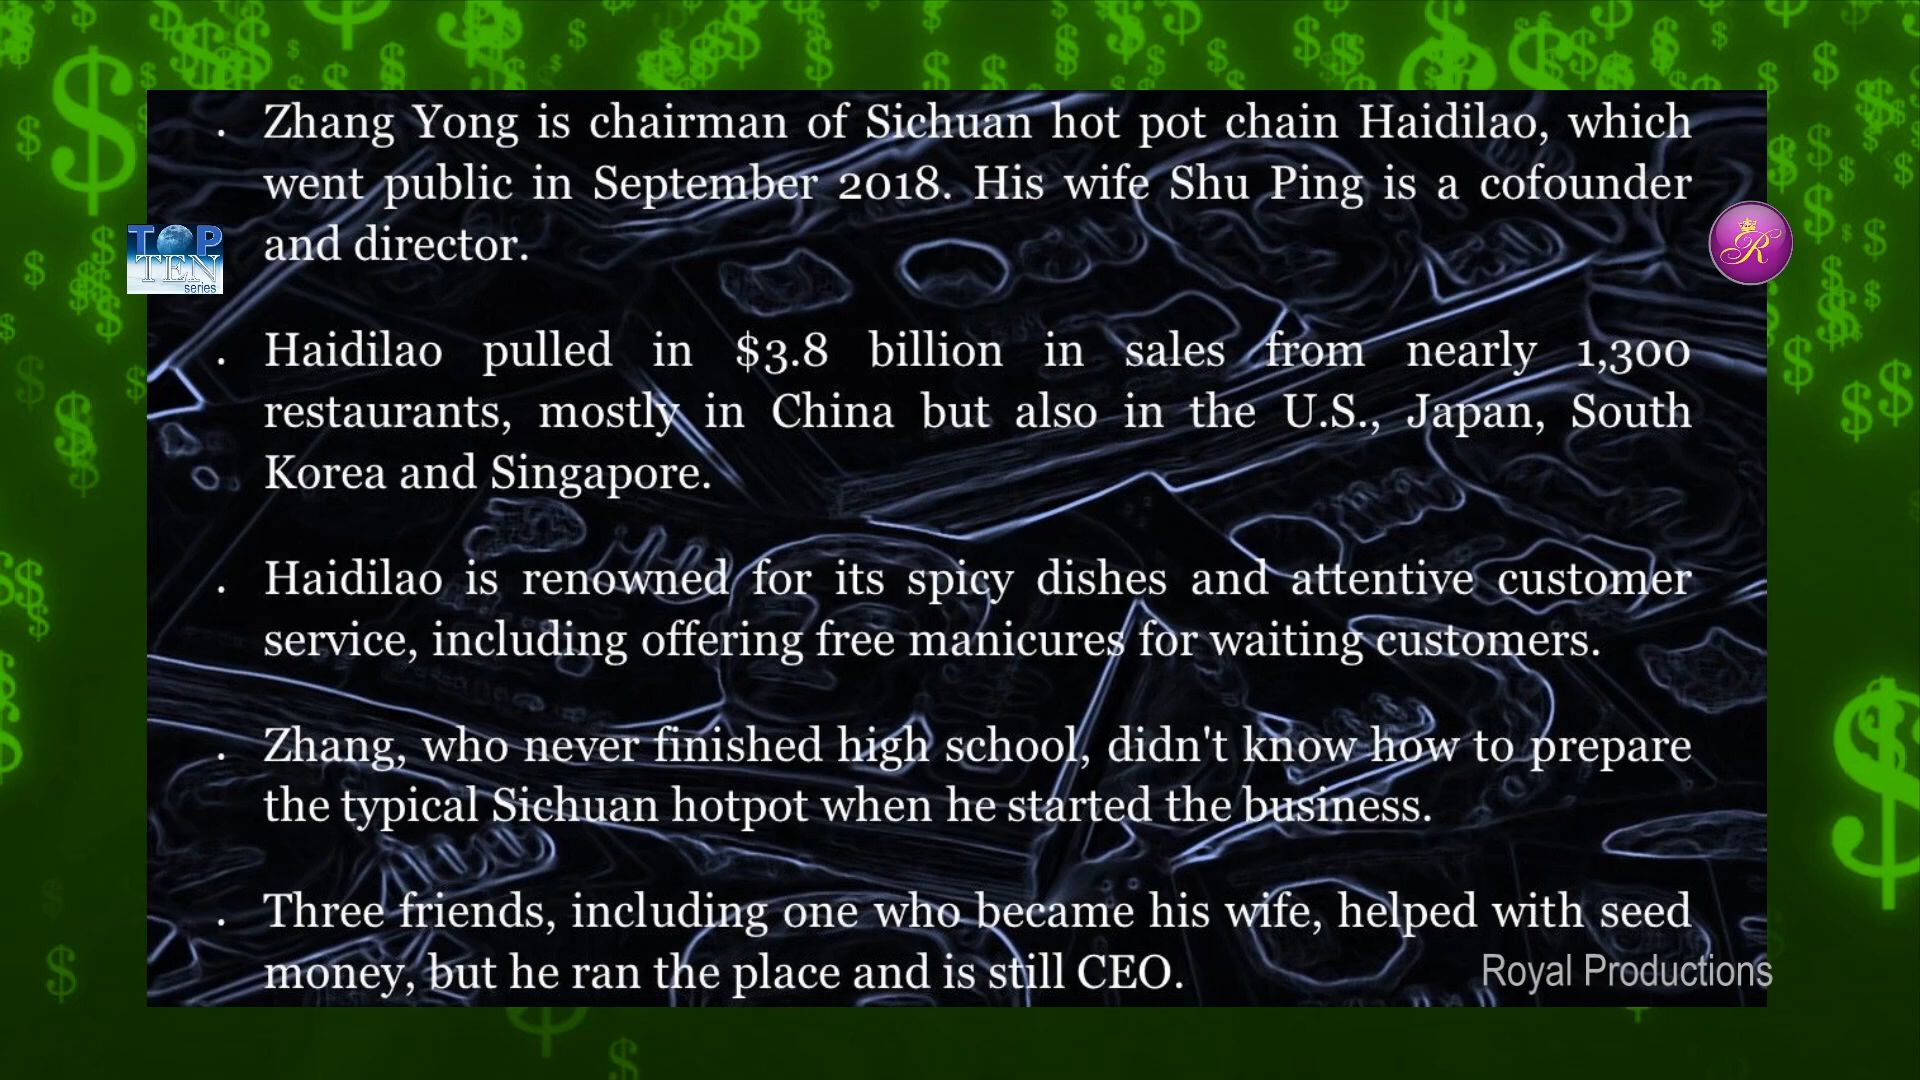 . Zhang Yong is chairman of Sichuan hot pot chain Haidilao, which
went public in September 2018. His wife Shu Ping is a cofounder
and director.
TOP
TEN
series
R
. Haidilao pulled in $3.8 billion in sales from nearly 1,300
restaurants, mostly in China but also in the U.S., Japan, South
Korea and Singapore.
. Haidilao is renowned for its spicy dishes and attentive customer
service, including offering free manicures for waiting customers.
. Zhang, who never finished high school, didn't know how to prepare
the typical Sichuan hotpot when he started the business.
. Three friends, including one who became his wife, helped with seed
money, but he ran the place and is still CEO.
Royal Productions